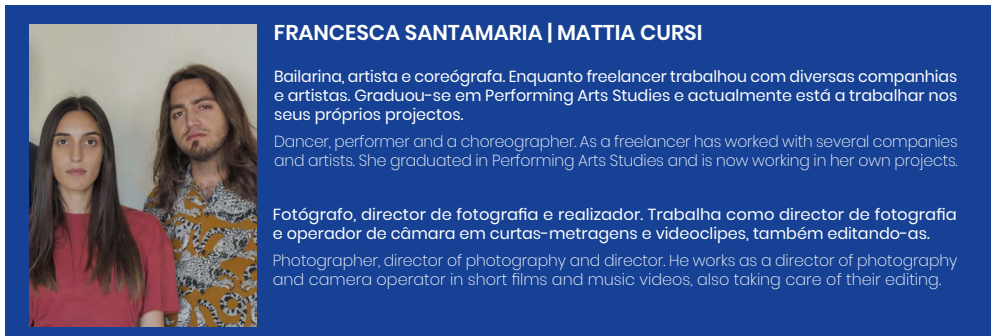 FRANCESCA SANTAMARIA | MATTIA CURSI
Bailarina, artista e coreógrafa. Enquanto freelancer trabalhou com diversas companhias
e artistas. Graduou-se em Performing Arts Studies e actualmente está a trabalhar nos
seus próprios projectos.
Dancer, performer and a choreographer. As a freelancer has worked with several companies
and artists. She graduated in Performing Arts Studies and is now working in her own projects.
Fotógrafo, director de fotografia e realizador. Trabalha como director de fotografia
e operador de câmara em curtas-metragens e videoclipes, também editando-as.
Photographer, director of photography and director. He works as a director of photography
and camera operator in short films and music videos, also taking care of their editing.